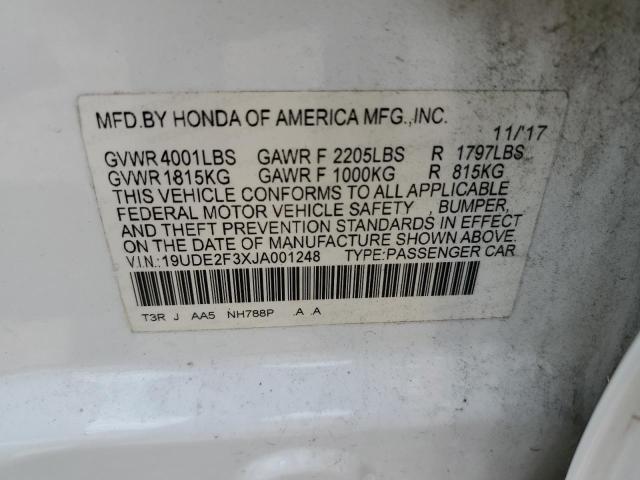 MFD.BY HONDA OF AMERICA MFG.,INC.
11/'17
GVWR 4001LBS GAWR F 2205LBS R 1797LBS
GVWR 1815KG GAWR F 1000KG R 815KG
THIS VEHICLE CONFORMS TO ALL APPLICABLE
FEDERAL MOTOR VEHICLE SAFETY , BUMPER,
AND THEFT PREVENTION STANDARDS IN EFFECT
ON THE DATE OF MANUFACTURE SHOWN ABOVE.
V.I.N.:19UDE2F3XJA001248 TYPE:PASSENGER CAR
T3R J AA5 NH788P .A .A